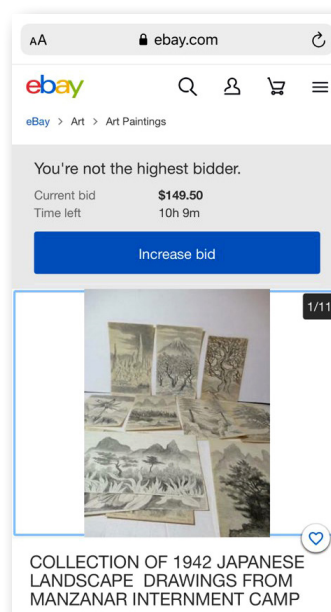 AA ebay.com
ebay
eBay > Art > Art Paintings
You're not the highest bidder.
Current bid $149.50
Time left 10h 9m
Increase bid
1/11
COLLECTION OF 1942 JAPANESE
LANDSCAPE DRAWINGS FROM
MANZANAR INTERNMENT CAMP